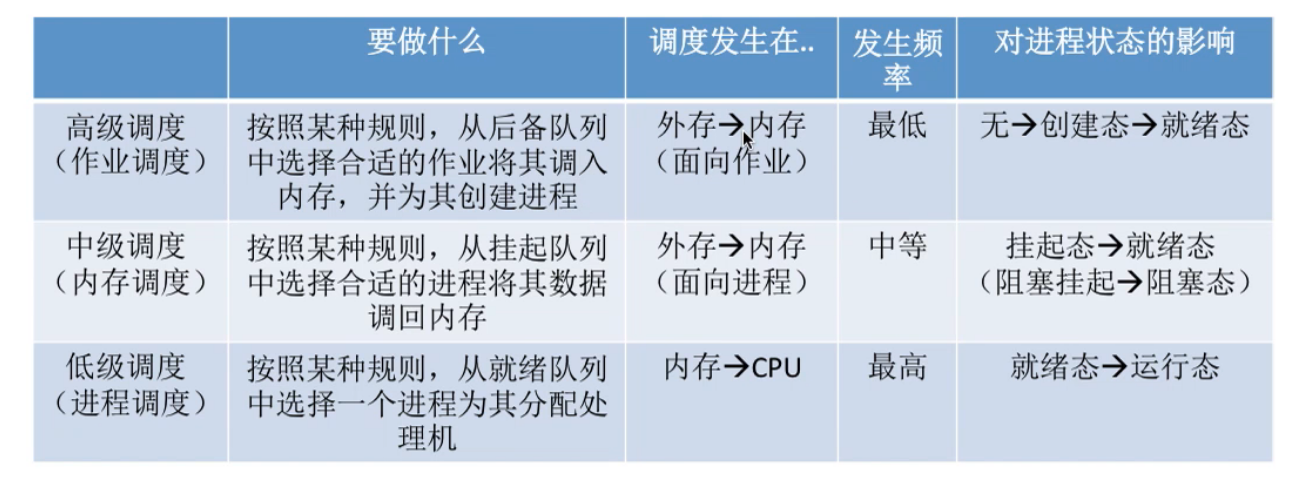 要做什么
调度发生在..
发生频
率
对进程状态的影响
高级调度
（作业调度）
按照某种规则，从后备队列
中选择合适的作业将其调入
内存，并为其创建进程
外存→内存
（面向作业）
最低
无→创建态→就绪态
中级调度
（内存调度）
按照某种规则，从挂起队列
中选择合适的进程将其数据
调回内存
外存→内存
（面向进程）
中等
挂起态→就绪态
（阻塞挂起→阻塞态）
低级调度
（进程调度）
按照某种规则，从就绪队列
中选择一个进程为其分配处
理机
内存→CPU
最高
就绪态→运行态